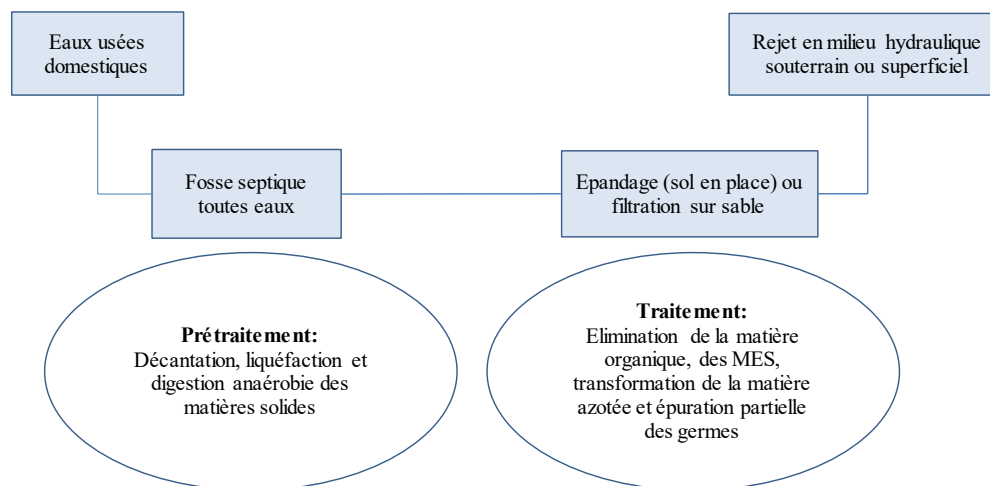 Eaux usées
domestiques
Rejet en milieu hydraulique
souterrain ou superficiel
Fosse septique
toutes eaux
Epandage (sol en place) ou
filtration sur sable
Prétraitement:
Décantation, liquéfaction et
digestion anaérobie des
matières solides
Traitement:
Elimination de la matière
organique, des MES,
transformation de la matière
azotée et épuration partielle
des germes